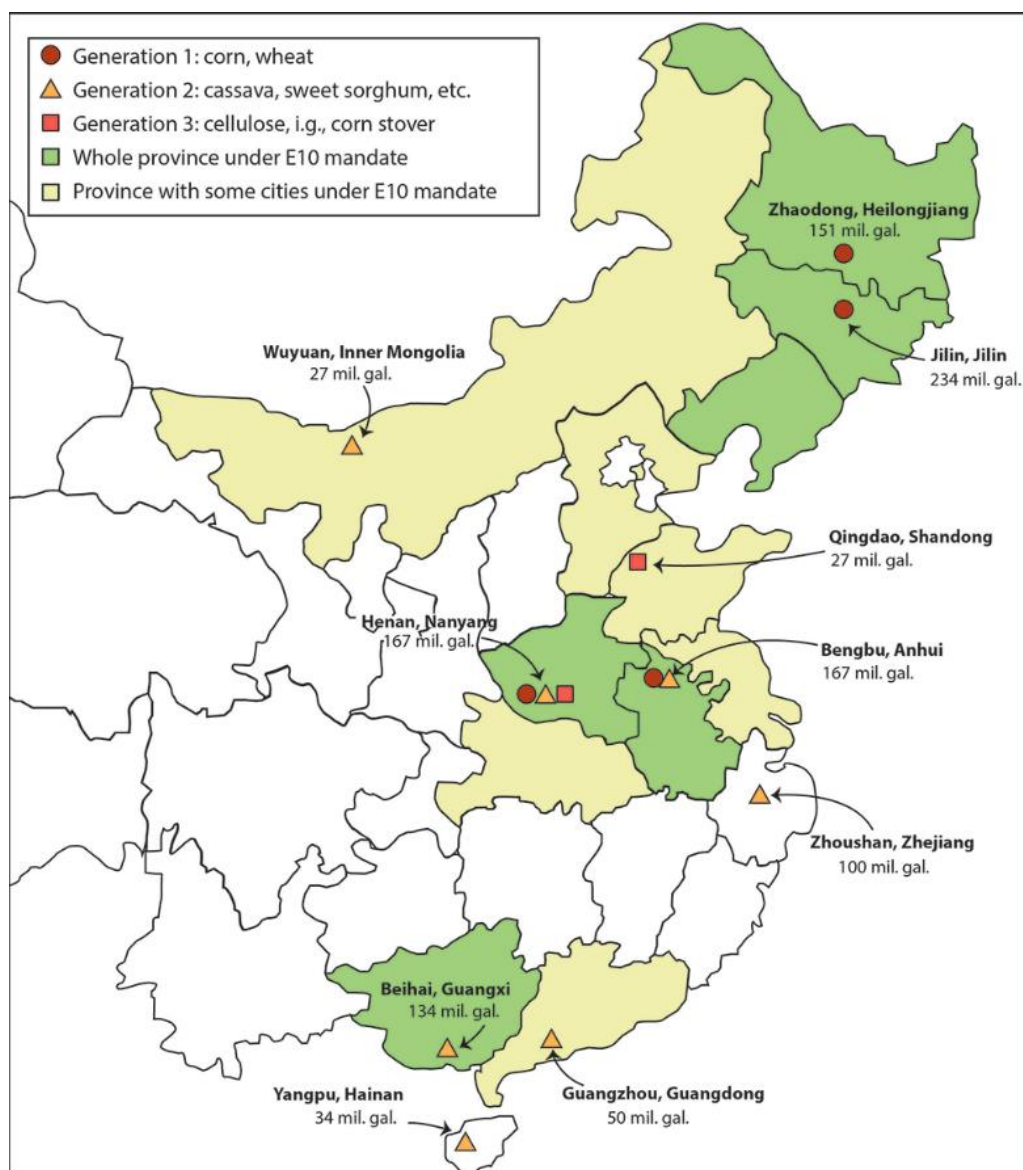 Generation 1: corn, wheat
Generation 2: cassava, sweet sorghum, etc.
Generation 3: cellulose, i.g., corn stover
Whole province under E10 mandate
Province with some cities under E10 mandate
Zhaodong, Heilongjiang
151 mil. gal.
Jilin, Jilin
234 mil. gal.
Wuyuan, Inner Mongolia
27 mil. gal.
Qingdao, Shandong
27 mil. gal.
Henan, Nanyang
167 mil. gal.
Bengbu, Anhui
167 mil. gal.
Zhoushan, Zhejiang
100 mil. gal.
Beihai, Guangxi
134 mil. gal.
Yangpu, Hainan
34 mil. gal.
Guangzhou, Guangdong
50 mil. gal.